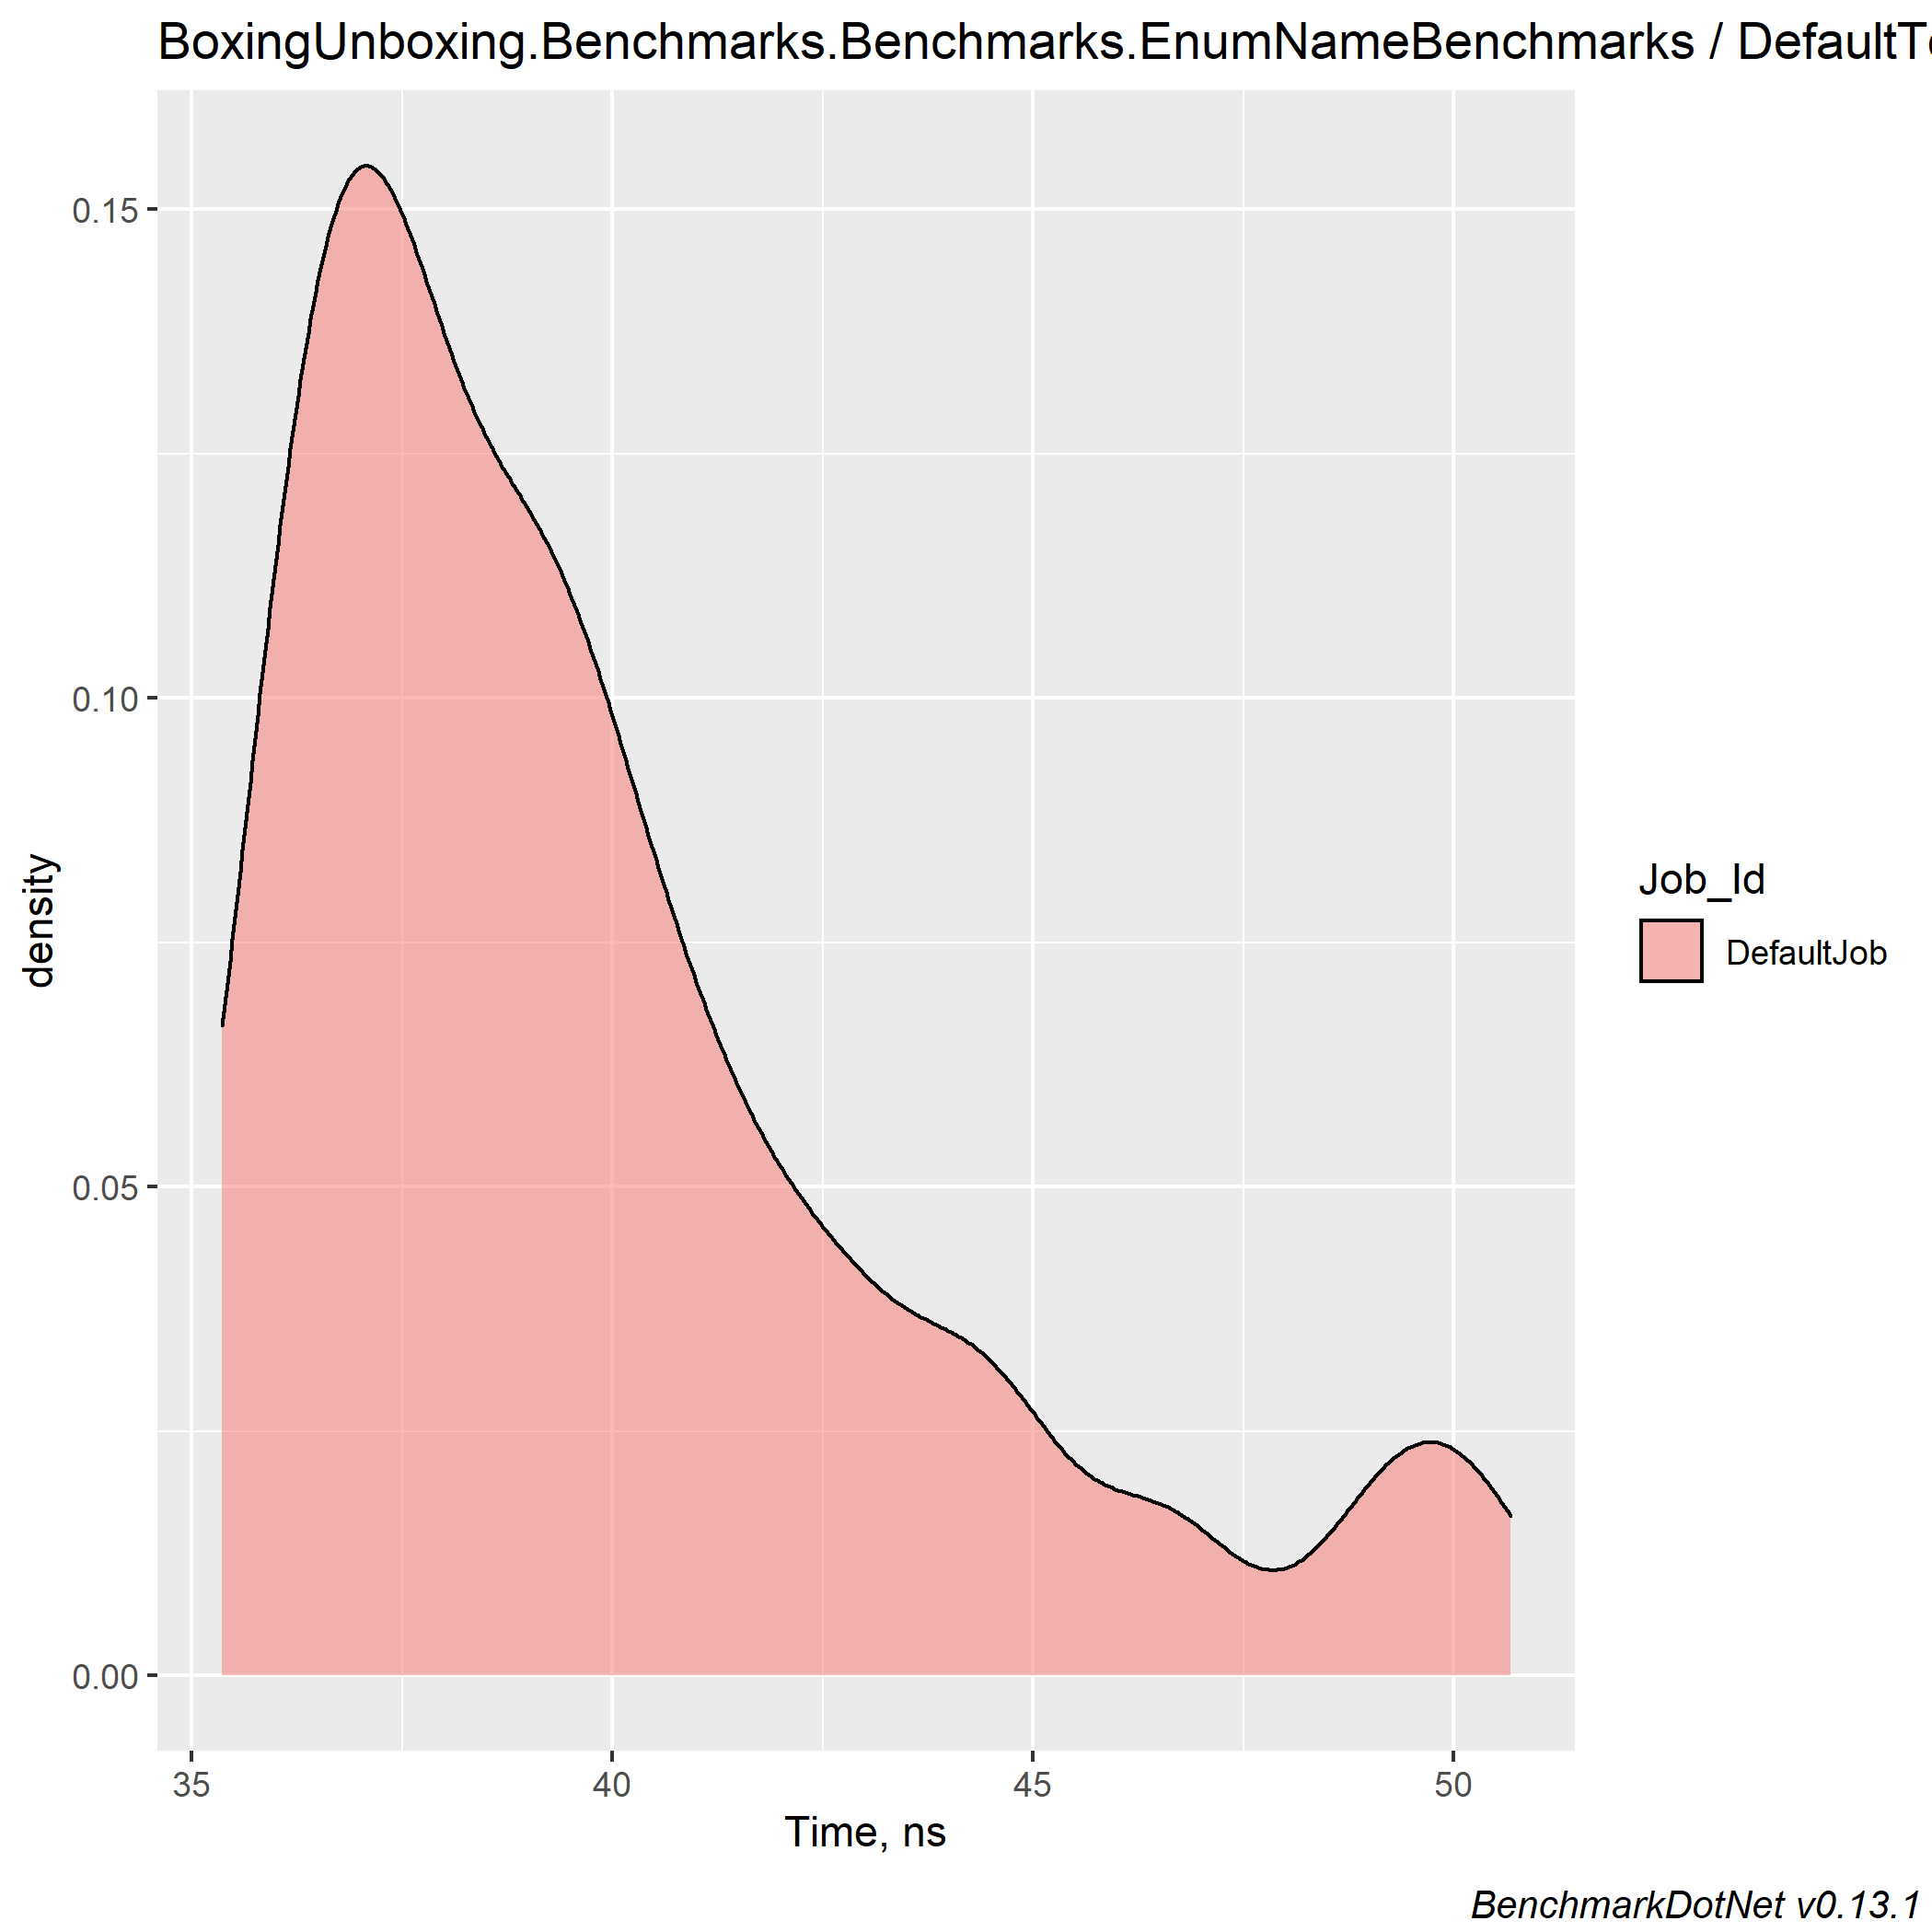 BoxingUnboxing.Benchmarks.Benchmarks.EnumNameBenchmarks / 
0.15
0.10
0.05
0.00
density
35 40 45 50
Time, ns
Job_Id
DefaultJob
BenchmarkDotNet v0.13.1